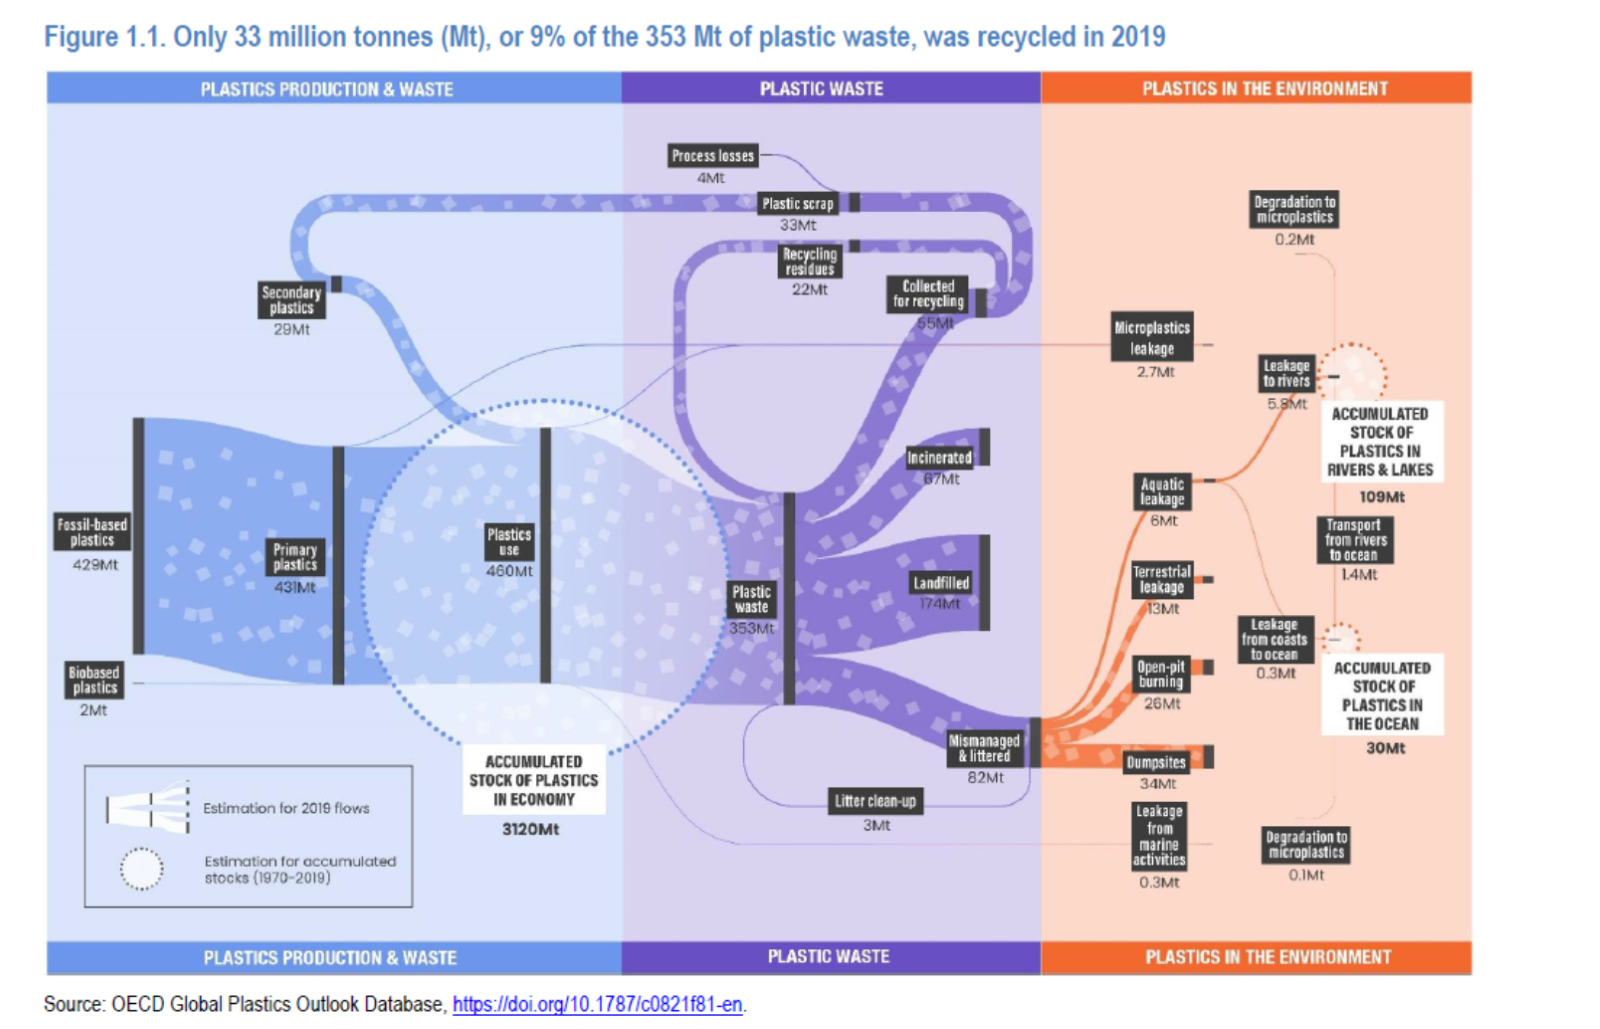 Figure 1.1. Only 33 million tonnes (Mt), or 9% of the 353 Mt of plastic waste, was recycled in 2019
PLASTICS PRODUCTION & WASTE
PLASTIC WASTE
PLASTICS IN THE ENVIRONMENT
Process losses
4Mt
Plastic scrap
33Mt
Recycling
residues
22Mt
Collected
for recycling
55Mt
Secondary
plastics
29Mt
Degradation to
microplastics
0.2Mt
Microplastics
leakage
2.7Mt
Leakage
to rivers
5.8Mt
ACCUMULATED
STOCK OF
PLASTICS IN
RIVERS & LAKES
109Mt
Incinerated
67Mt
Aquatic
leakage
6Mt
Fossil-based
plastics
429Mt
Primary
plastics
431Mt
Plastics
use
460Mt
Plastic
waste
353Mt
Landfilled
174Mt
Transport
from rivers
to ocean
1.4Mt
Terrestrial
leakage
13Mt
Leakage
from coasts
to ocean
0.3Mt
Biobased
plastics
2Mt
Open-pit
burning
26Mt
ACCUMULATED
STOCK OF
PLASTICS IN
THE OCEAN
30Mt
Mismanaged
& littered
82Mt
Dumpsites
34Mt
ACCUMULATED
STOCK OF PLASTICS
IN ECONOMY
3120Mt
Litter clean-up
3Mt
Leakage
from
marine
activities
0.3Mt
Degradation to
microplastics
0.1Mt
Estimation for 2019 flows
Estimation for accumulated
stocks (1970-2019)
PLASTICS PRODUCTION & WASTE
PLASTIC WASTE
PLASTICS IN THE ENVIRONMENT
Source: OECD Global Plastics Outlook Database, https://doi.org/10.1787/c0821f81-en.